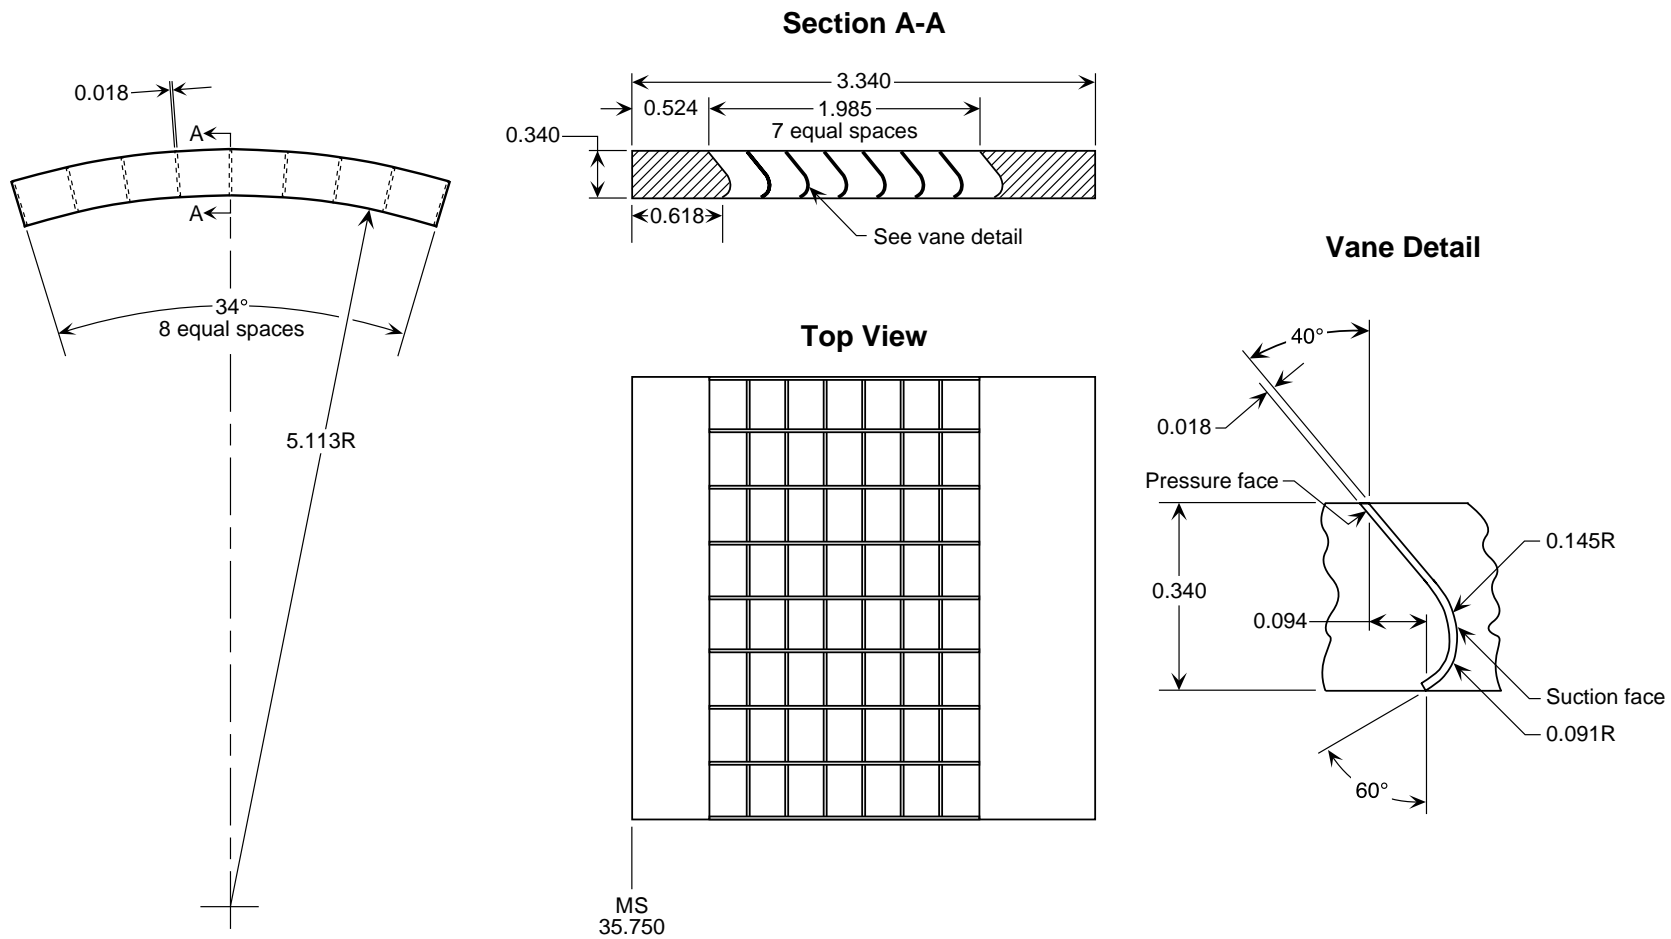 Section A-A
0.018
A
A
34°
8 equal spaces
5.113R
3.340
0.524
1.985
7 equal spaces
0.340
0.618
See vane detail
Top View
MS
35.750
Vane Detail
40°
0.018
Pressure face
0.145R
0.340
0.094
Suction face
0.091R
60°